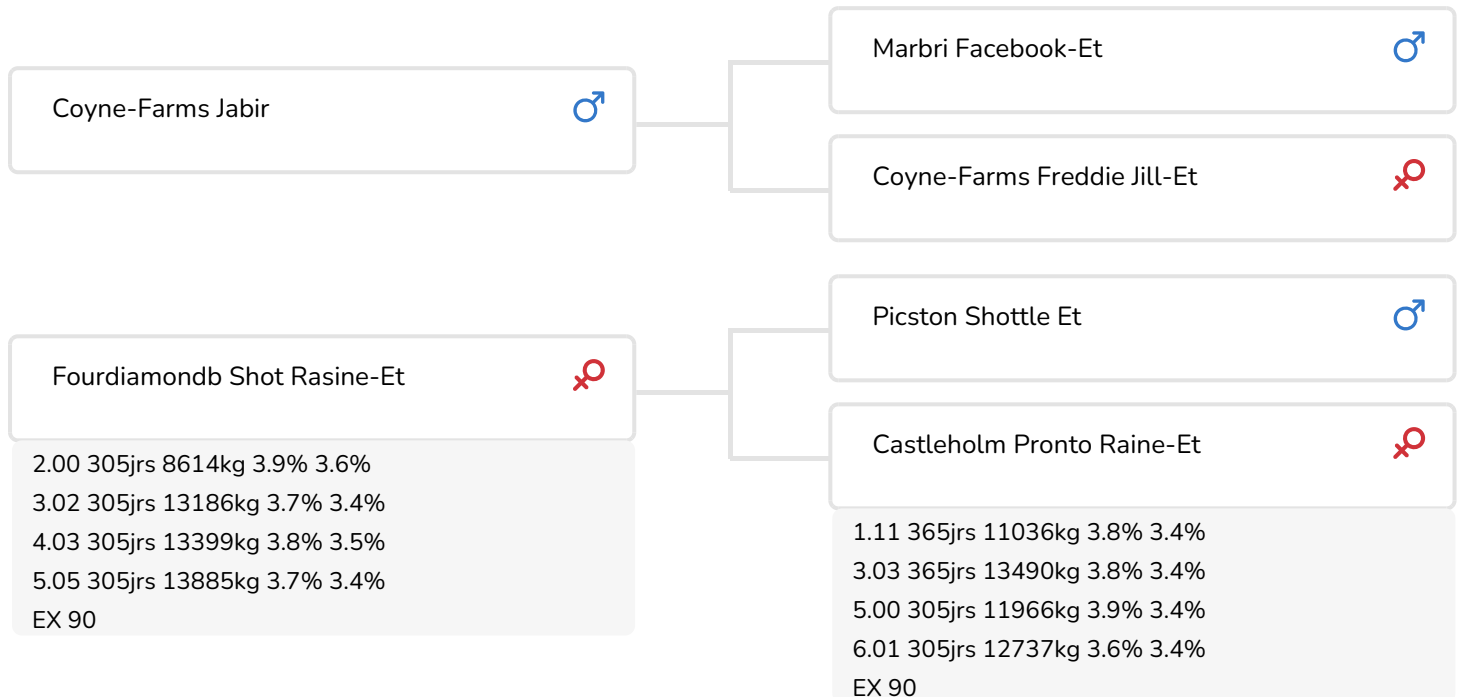 Coyne-Farms Jabir
Marbri Facebook-Et
Coyne-Farms Freddie Jill-Et
Fourdiamondb Shot Rasine-Et
2.00 305jrs 8614kg 3.9% 3.6%
3.02 305jrs 13186kg 3.7% 3.4%
4.03 305jrs 13399kg 3.8% 3.5%
5.05 305jrs 13885kg 3.7% 3.4%
EX 90
Picston Shottle Et
Castleholm Pronto Raine-Et
1.11 365jrs 11036kg 3.8% 3.4%
3.03 365jrs 13490kg 3.8% 3.4%
5.00 305jrs 11966kg 3.9% 3.4%
6.01 305jrs 12737kg 3.6% 3.4%
EX 90